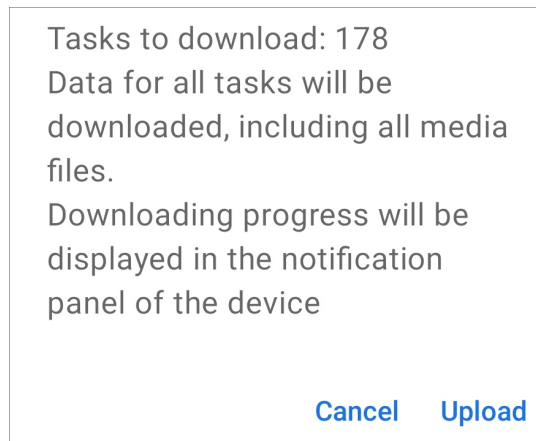 Tasks to download: 178
Data for all tasks will be
downloaded, including all media
files.
Downloading progress will be
displayed in the notification
panel of the device
Cancel Upload